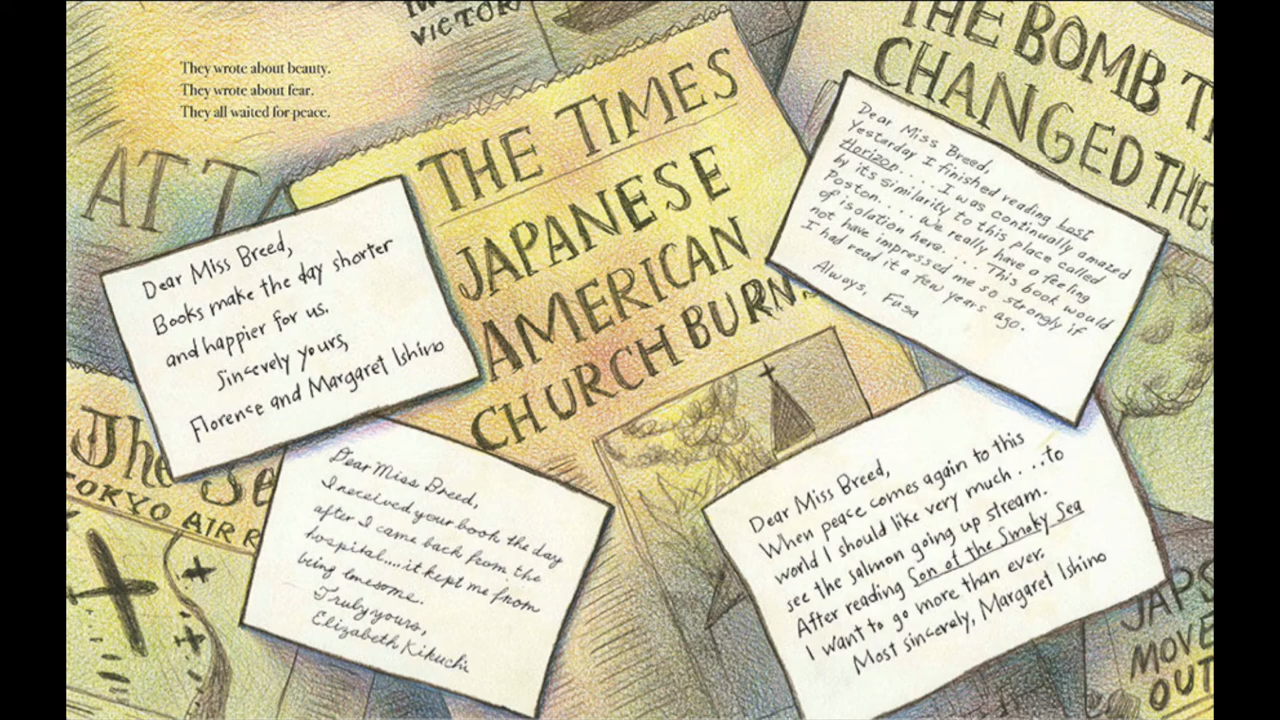 They wrote about beauty.
They wrote about fear.
They all waited for peace.
VICTORY
AT
THE TIMES
JAPANESE
AMERICAN
CHURCH BURNS
THE BOMB
CHANGED THE
Dear Miss Breed,
Books make the day shorter
and happier for us.
Sincerely yours,
Florence and Margaret Ishino
Dear Miss Breed,
Yesterday I finished reading Lost
Horizon.... I was continually amazed
by its similarity to this place called
Poston.... We really have a feeling
of isolation here.... This book would
not have impressed me so strongly if
I had read it a few years ago.
Always, Fusa
The Se
TOKYO AIR R
Dear Miss Breed,
I received your book the day
after I came back from the
hospital....it kept me from
being lonesome.
Truly yours,
Elizabeth Kikuchi
Dear Miss Breed,
When peace comes again to this
world I should like very much...to
see the salmon going up stream.
After reading Son of the Smoky Sea
I want to go more than ever.
Most sincerely, Margaret Ishino
JAPS
MOVE
OUT